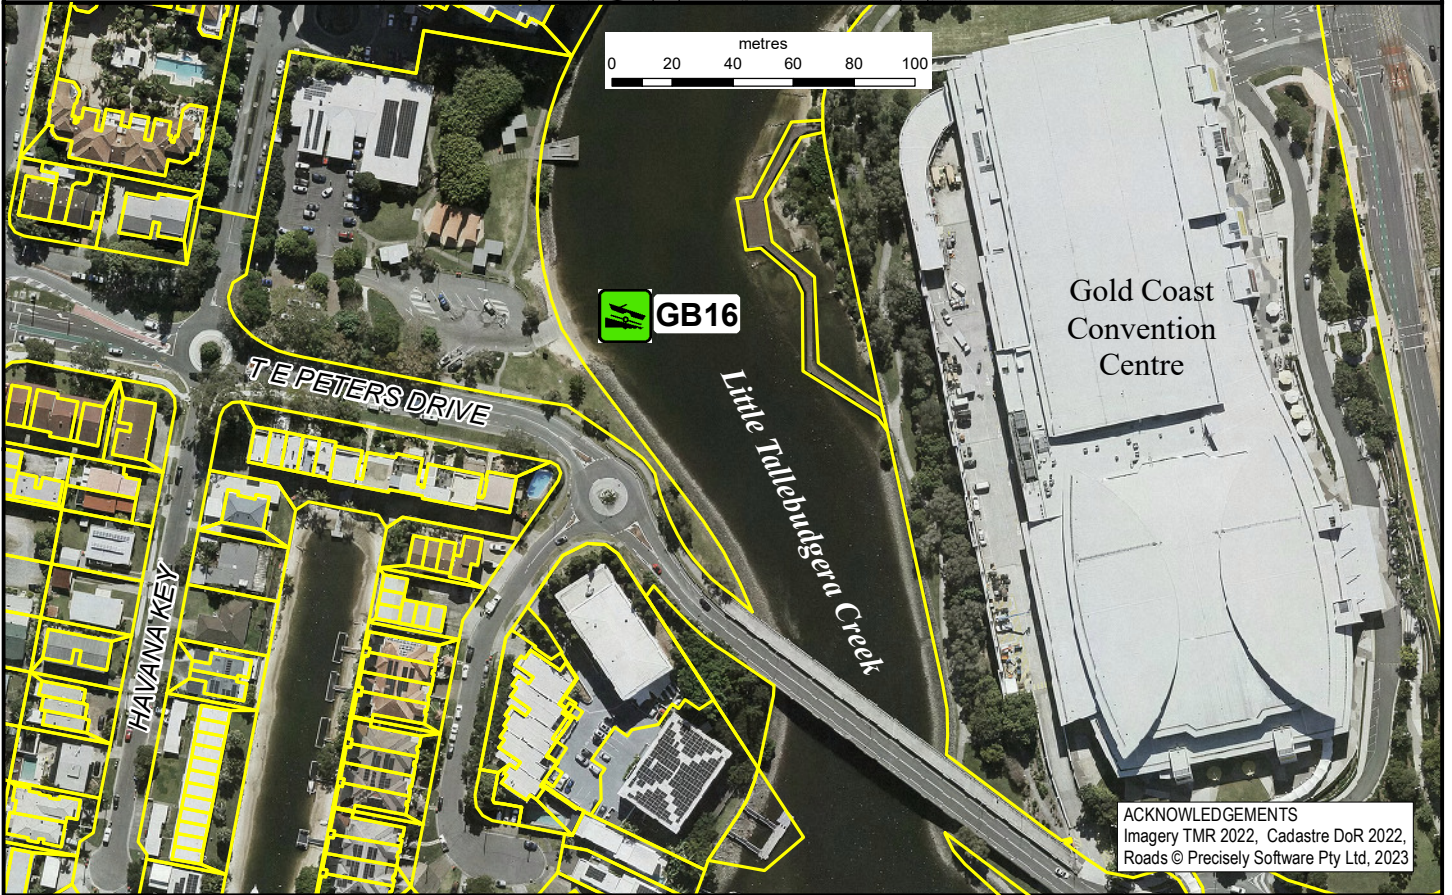 metres
0 20 40 60 80 100
GB16
Gold Coast
Convention
Centre
T E PETERS DRIVE
Little Tallebudgera Creek
HAVANA KEY
ACKNOWLEDGEMENTS
Imagery TMR 2022, Cadastre DoR 2022,
Roads © Precisely Software Pty Ltd, 2023